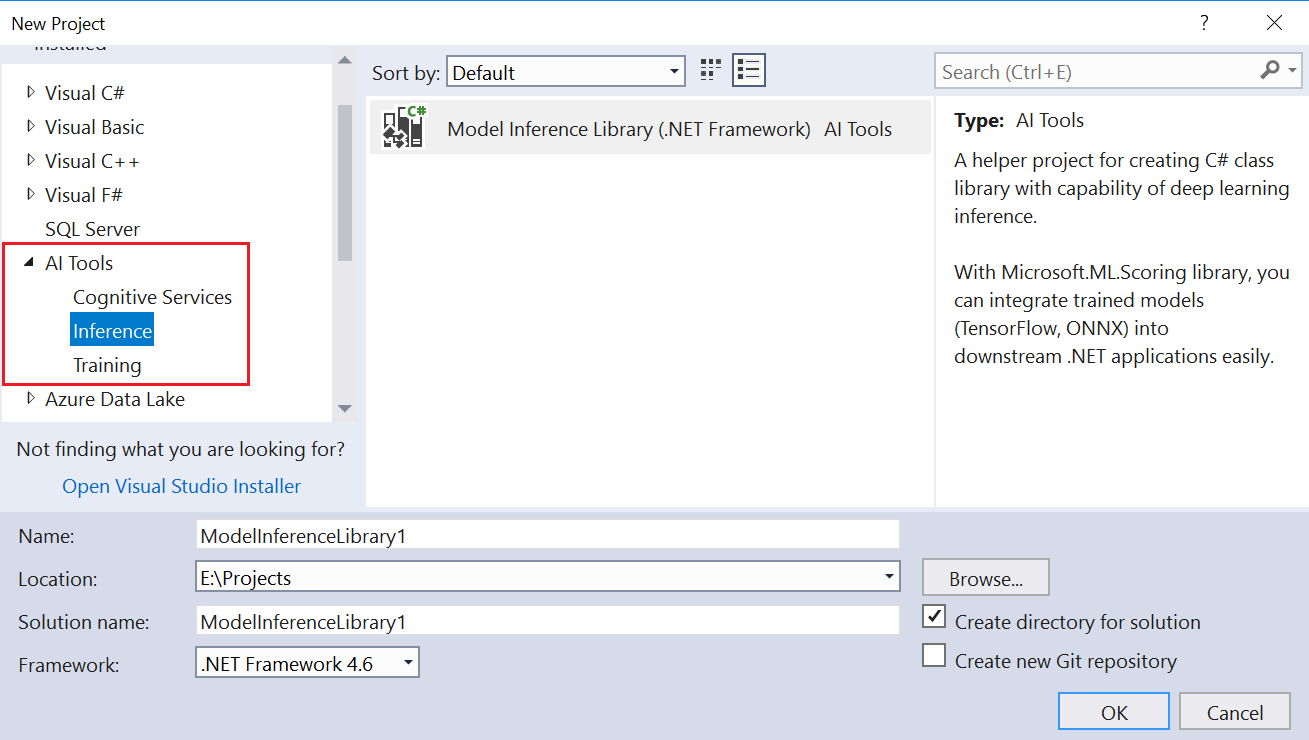 New Project
?
Installed
Visual C#
Visual Basic
Visual C++
Visual F#
SQL Server
AI Tools
Cognitive Services
Inference
Training
Azure Data Lake
Not finding what you are looking for?
Open Visual Studio Installer
Sort by: Default
C#
Model Inference Library (.NET Framework) AI Tools
Search (Ctrl+E)
Type: AI Tools
A helper project for creating C# class
library with capability of deep learning
inference.
With Microsoft.ML.Scoring library, you
can integrate trained models
(TensorFlow, ONNX) into
downstream .NET applications easily.
Name: ModelInferenceLibrary1
Location: E:\Projects
Browse...
Solution name: ModelInferenceLibrary1
Create directory for solution
Framework: .NET Framework 4.6
Create new Git repository
OK
Cancel